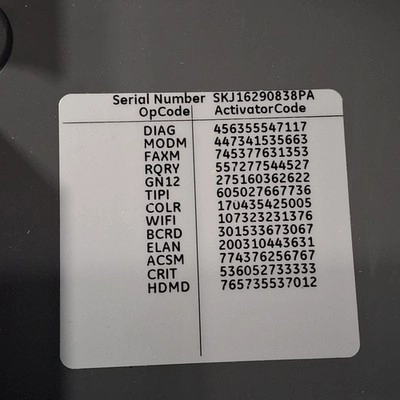 Serial Number SKJ16290838PA
OpCode ActivatorCode
DIAG 456355547117
MODM 447341535663
FAXM 745377631353
RQRY 557277544527
GN12 275160362622
TIPI 605027667736
COLR 170435425005
WIFI 107323231376
BCRD 301533673067
ELAN 200310443631
ACSM 774376256767
CRIT 536052733333
HDMD 765735537012